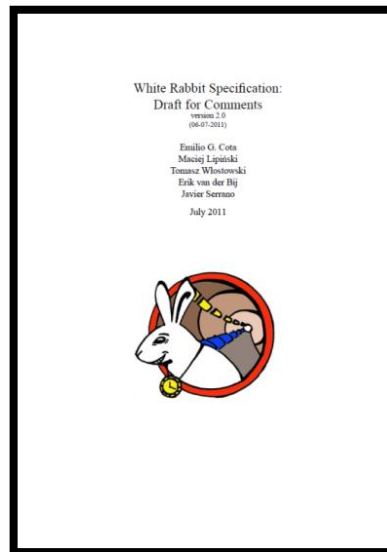 White Rabbit Specification:
Draft for Comments
version 2.0
(06-07-2011)
Emilio G. Cota
Maciej Lipiński
Tomasz Włostowski
Erik van der Bij
Javier Serrano
July 2011